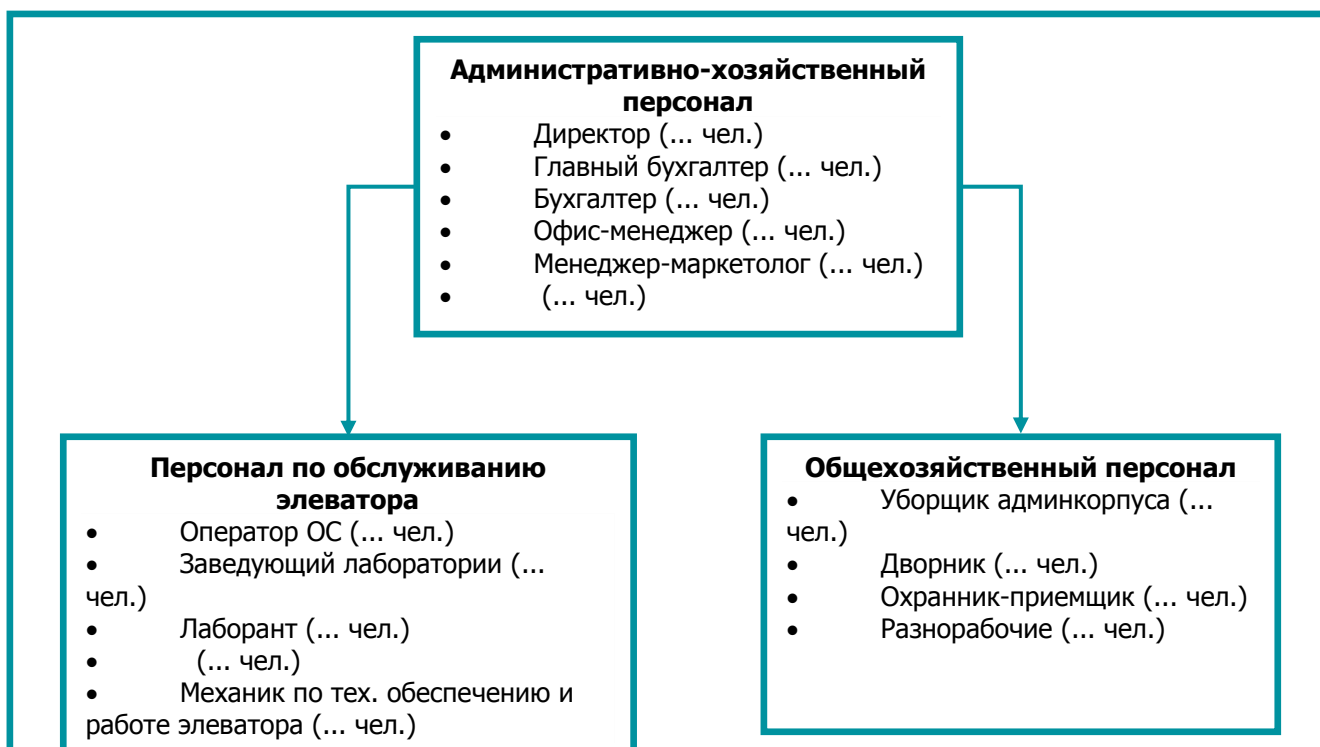 Административно-хозяйственный
персонал
• Директор (... чел.)
• Главный бухгалтер (... чел.)
• Бухгалтер (... чел.)
• Офис-менеджер (... чел.)
• Менеджер-маркетолог (... чел.)
• (... чел.)
Персонал по обслуживанию
элеватора
• Оператор ОС (... чел.)
• Заведующий лаборатории (...
чел.)
• Лаборант (... чел.)
• (... чел.)
• Механик по тех. обеспечению и
работе элеватора (... чел.)
Общехозяйственный персонал
• Уборщик админкорпуса (...
чел.)
• Дворник (... чел.)
• Охранник-приемщик (... чел.)
• Разнорабочие (... чел.)